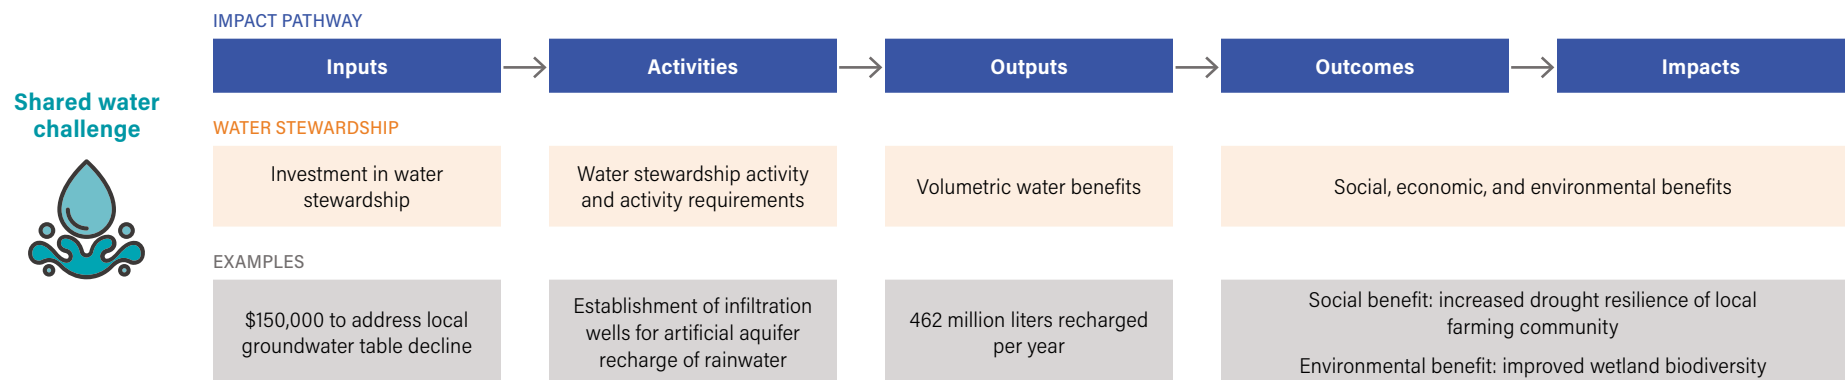 IMPACT PATHWAY
Inputs
Activities
Outputs
Outcomes
Impacts
Shared water
challenge
WATER STEWARDSHIP
Investment in water
stewardship
Water stewardship activity
and activity requirements
Volumetric water benefits
Social, economic, and environmental benefits
EXAMPLES
$150,000 to address local
groundwater table decline
Establishment of infiltration
wells for artificial aquifer
recharge of rainwater
462 million liters recharged
per year
Social benefit: increased drought resilience of local
farming community
Environmental benefit: improved wetland biodiversity